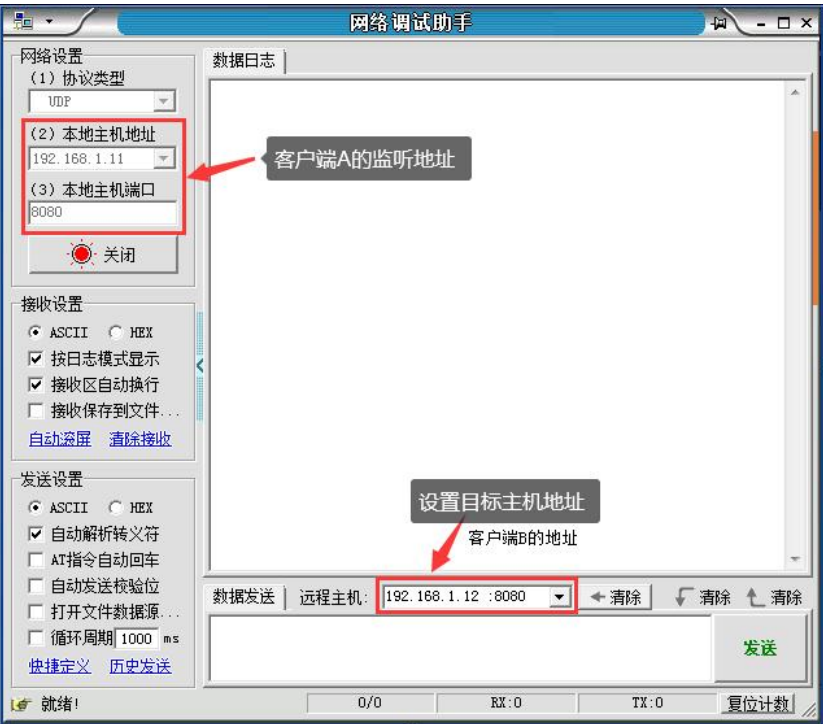 网络调试助手
网络设置
(1) 协议类型
UDP
(2) 本地主机地址
192.168.1.11
(3) 本地主机端口
8080
关闭
接收设置
ASCII HEX
按日志模式显示
接收区自动换行
接收保存到文件...
自动滚屏 清除接收
发送设置
ASCII HEX
自动解析转义符
AT指令自动回车
自动发送校验位
打开文件数据源...
循环周期 1000 ms
快捷定义 历史发送
数据日志
客户端A的监听地址
设置目标主机地址
客户端B的地址
数据发送 远程主机: 192.168.1.12 :8080 清除 清除 清除
发送
就绪! 0/0 RX:0 TX:0 复位计数